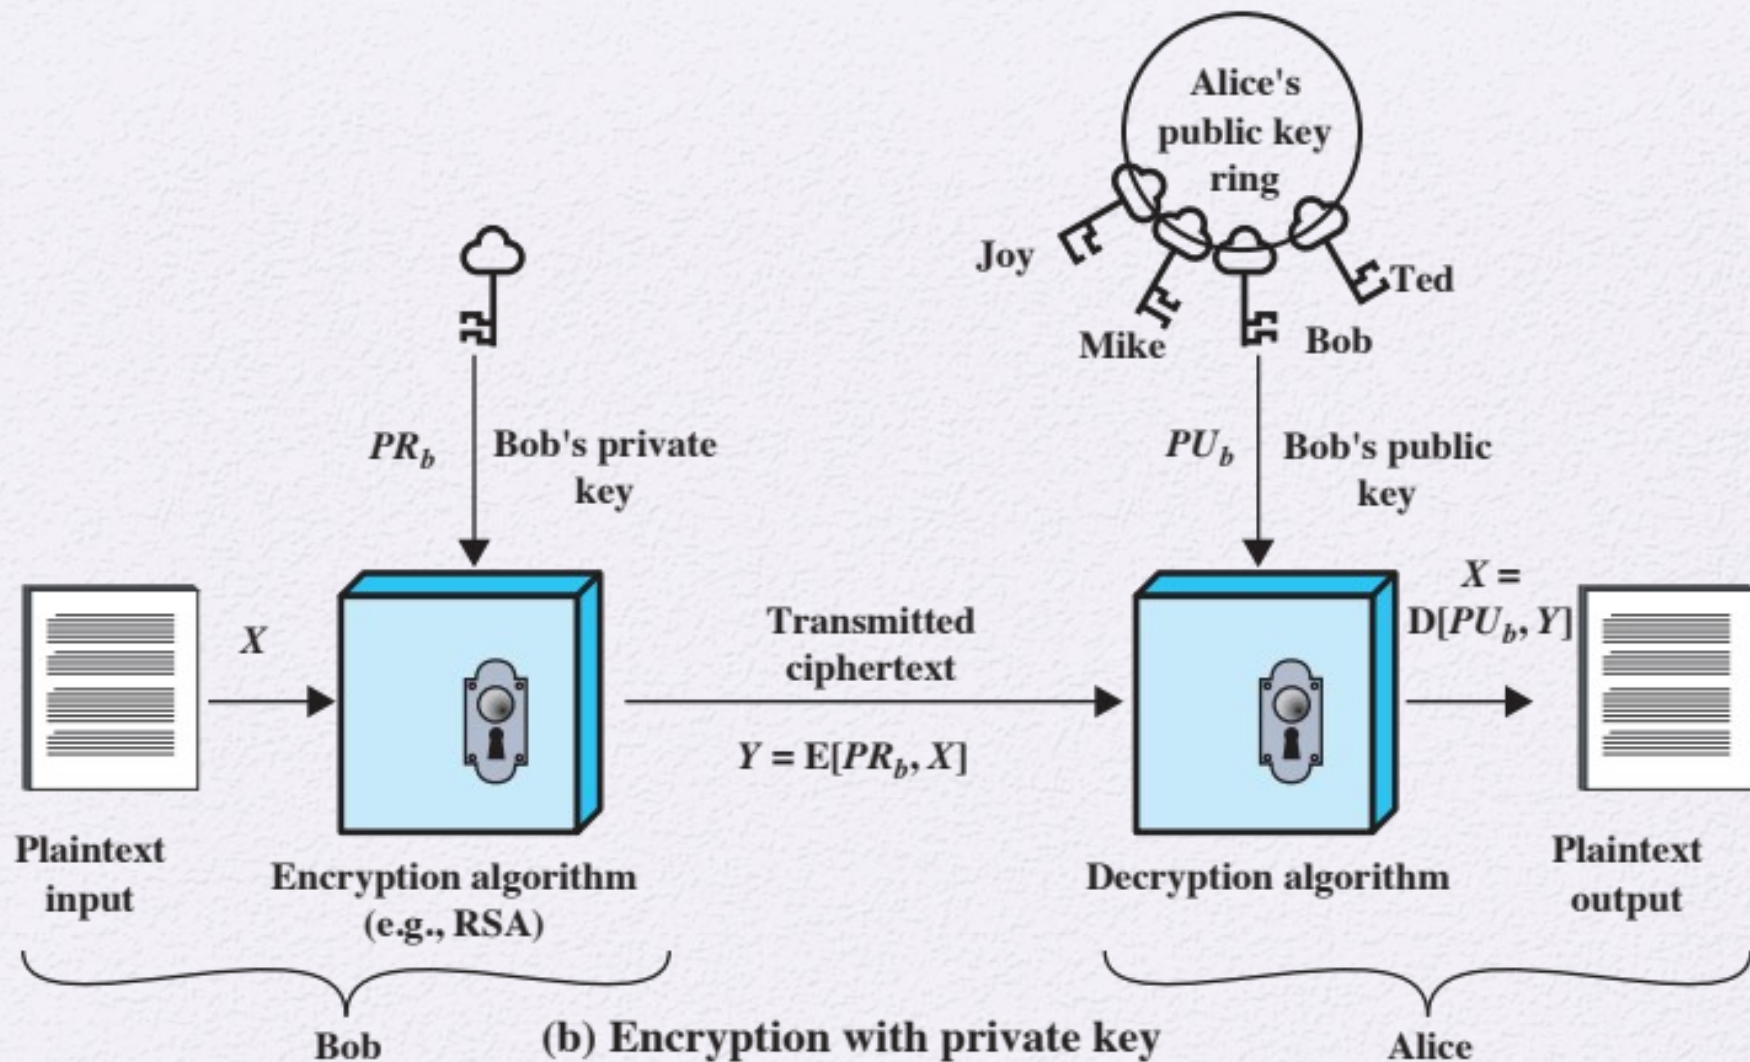 Alice's
public key
ring
Joy
Ted
Mike
Bob
PR_b
Bob's private
key
PU_b
Bob's public
key
X
Transmitted
ciphertext
X =
D[PU_b, Y]
Y = E[PR_b, X]
Plaintext
input
Encryption algorithm
(e.g., RSA)
Decryption algorithm
Plaintext
output
Bob
(b) Encryption with private key
Alice